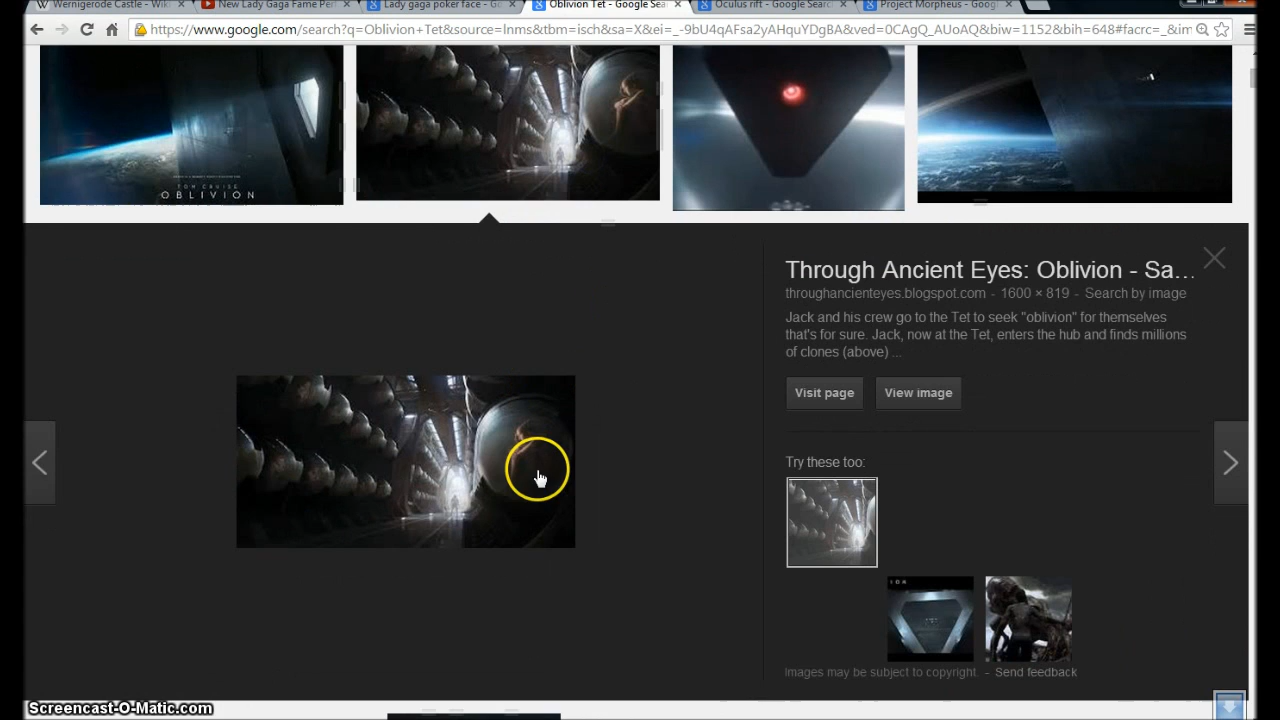 Wernigerode Castle - Wiki
New Lady Gaga Fame Per
Lady gaga poker face - G
Oblivion Tet - Google Sea
Oculus rift - Google Search
Project Morpheus - Goog
https://www.google.com/search?q=Oblivion+Tet&source=lnms&tbm=isch&sa=X&ei=_-9bU4qAFsa2yAHquYDgBA&ved=0CAgQ_AUoAQ&biw=1152&bih=648#facrc=_&im
TOM CRUISE
OBLIVION
Through Ancient Eyes: Oblivion - Sa...
throughancienteyes.blogspot.com - 1600 × 819 - Search by image
Jack and his crew go to the Tet to seek "oblivion" for themselves
that's for sure. Jack, now at the Tet, enters the hub and finds millions
of clones (above) ...
Visit page
View image
Try these too:
Images may be subject to copyright. - Send feedback
Screencast-O-Matic.com